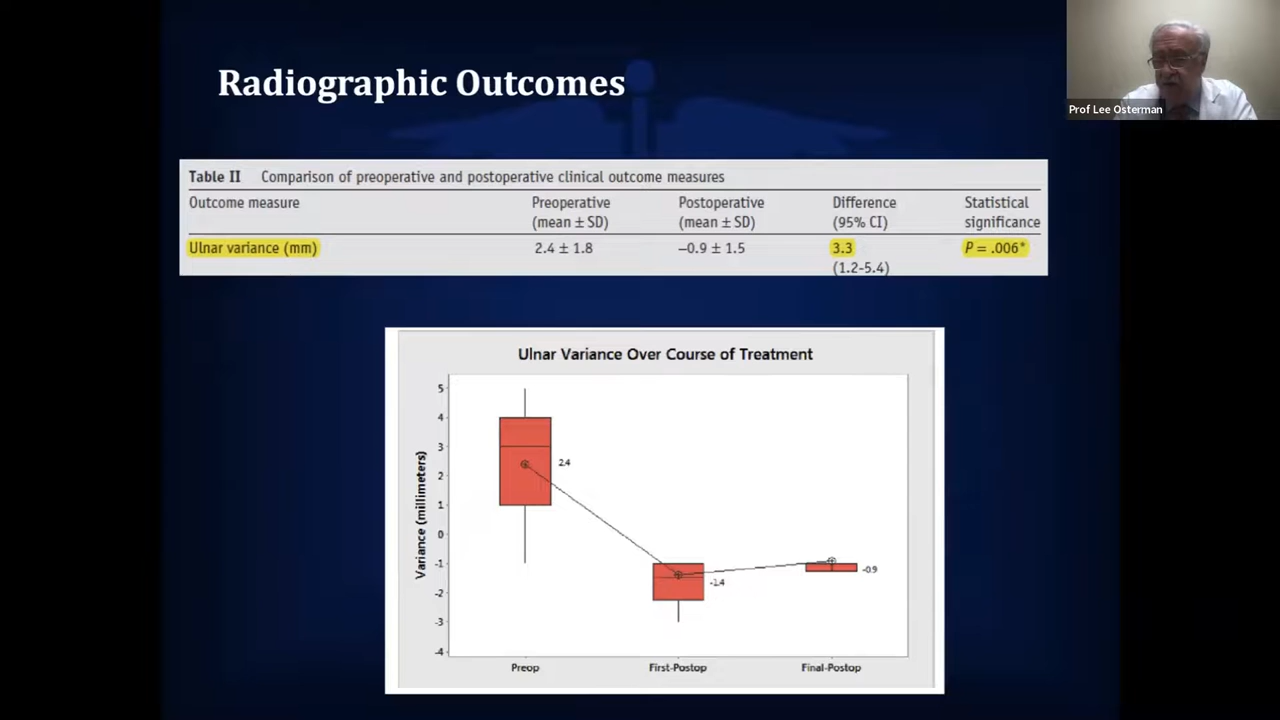 Radiographic Outcomes
Prof Lee Osterman
Table II Comparison of preoperative and postoperative clinical outcome measures
Outcome measure Preoperative Postoperative Difference Statistical
(mean ± SD) (mean ± SD) (95% CI) significance
Ulnar variance (mm) 2.4 ± 1.8 –0.9 ± 1.5 3.3 P = .006*
(1.2-5.4)
Ulnar Variance Over Course of Treatment
Variance (millimeters)
5
4
3
2
1
0
-1
-2
-3
-4
2.4
-1.4
-0.9
Preop First-Postop Final-Postop